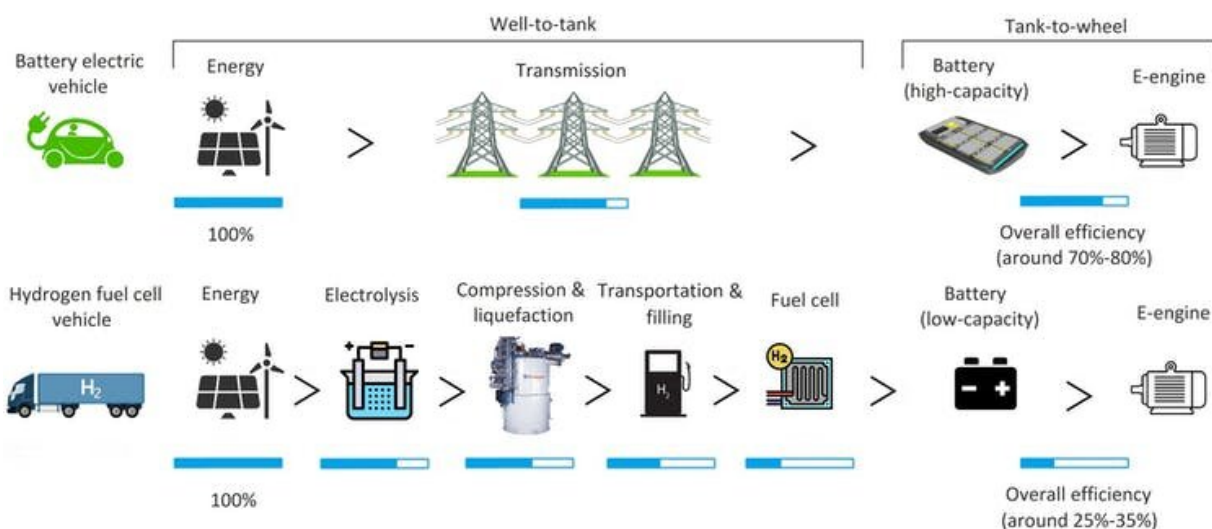 Well-to-tank
Tank-to-wheel
Battery electric
vehicle
Energy
Transmission
Battery
(high-capacity)
E-engine
100%
Overall efficiency
(around 70%-80%)
Hydrogen fuel cell
vehicle
Energy
Electrolysis
Compression &
liquefaction
Transportation &
filling
Fuel cell
Battery
(low-capacity)
E-engine
H2
+
−
H2
H2
− +
100%
Overall efficiency
(around 25%-35%)